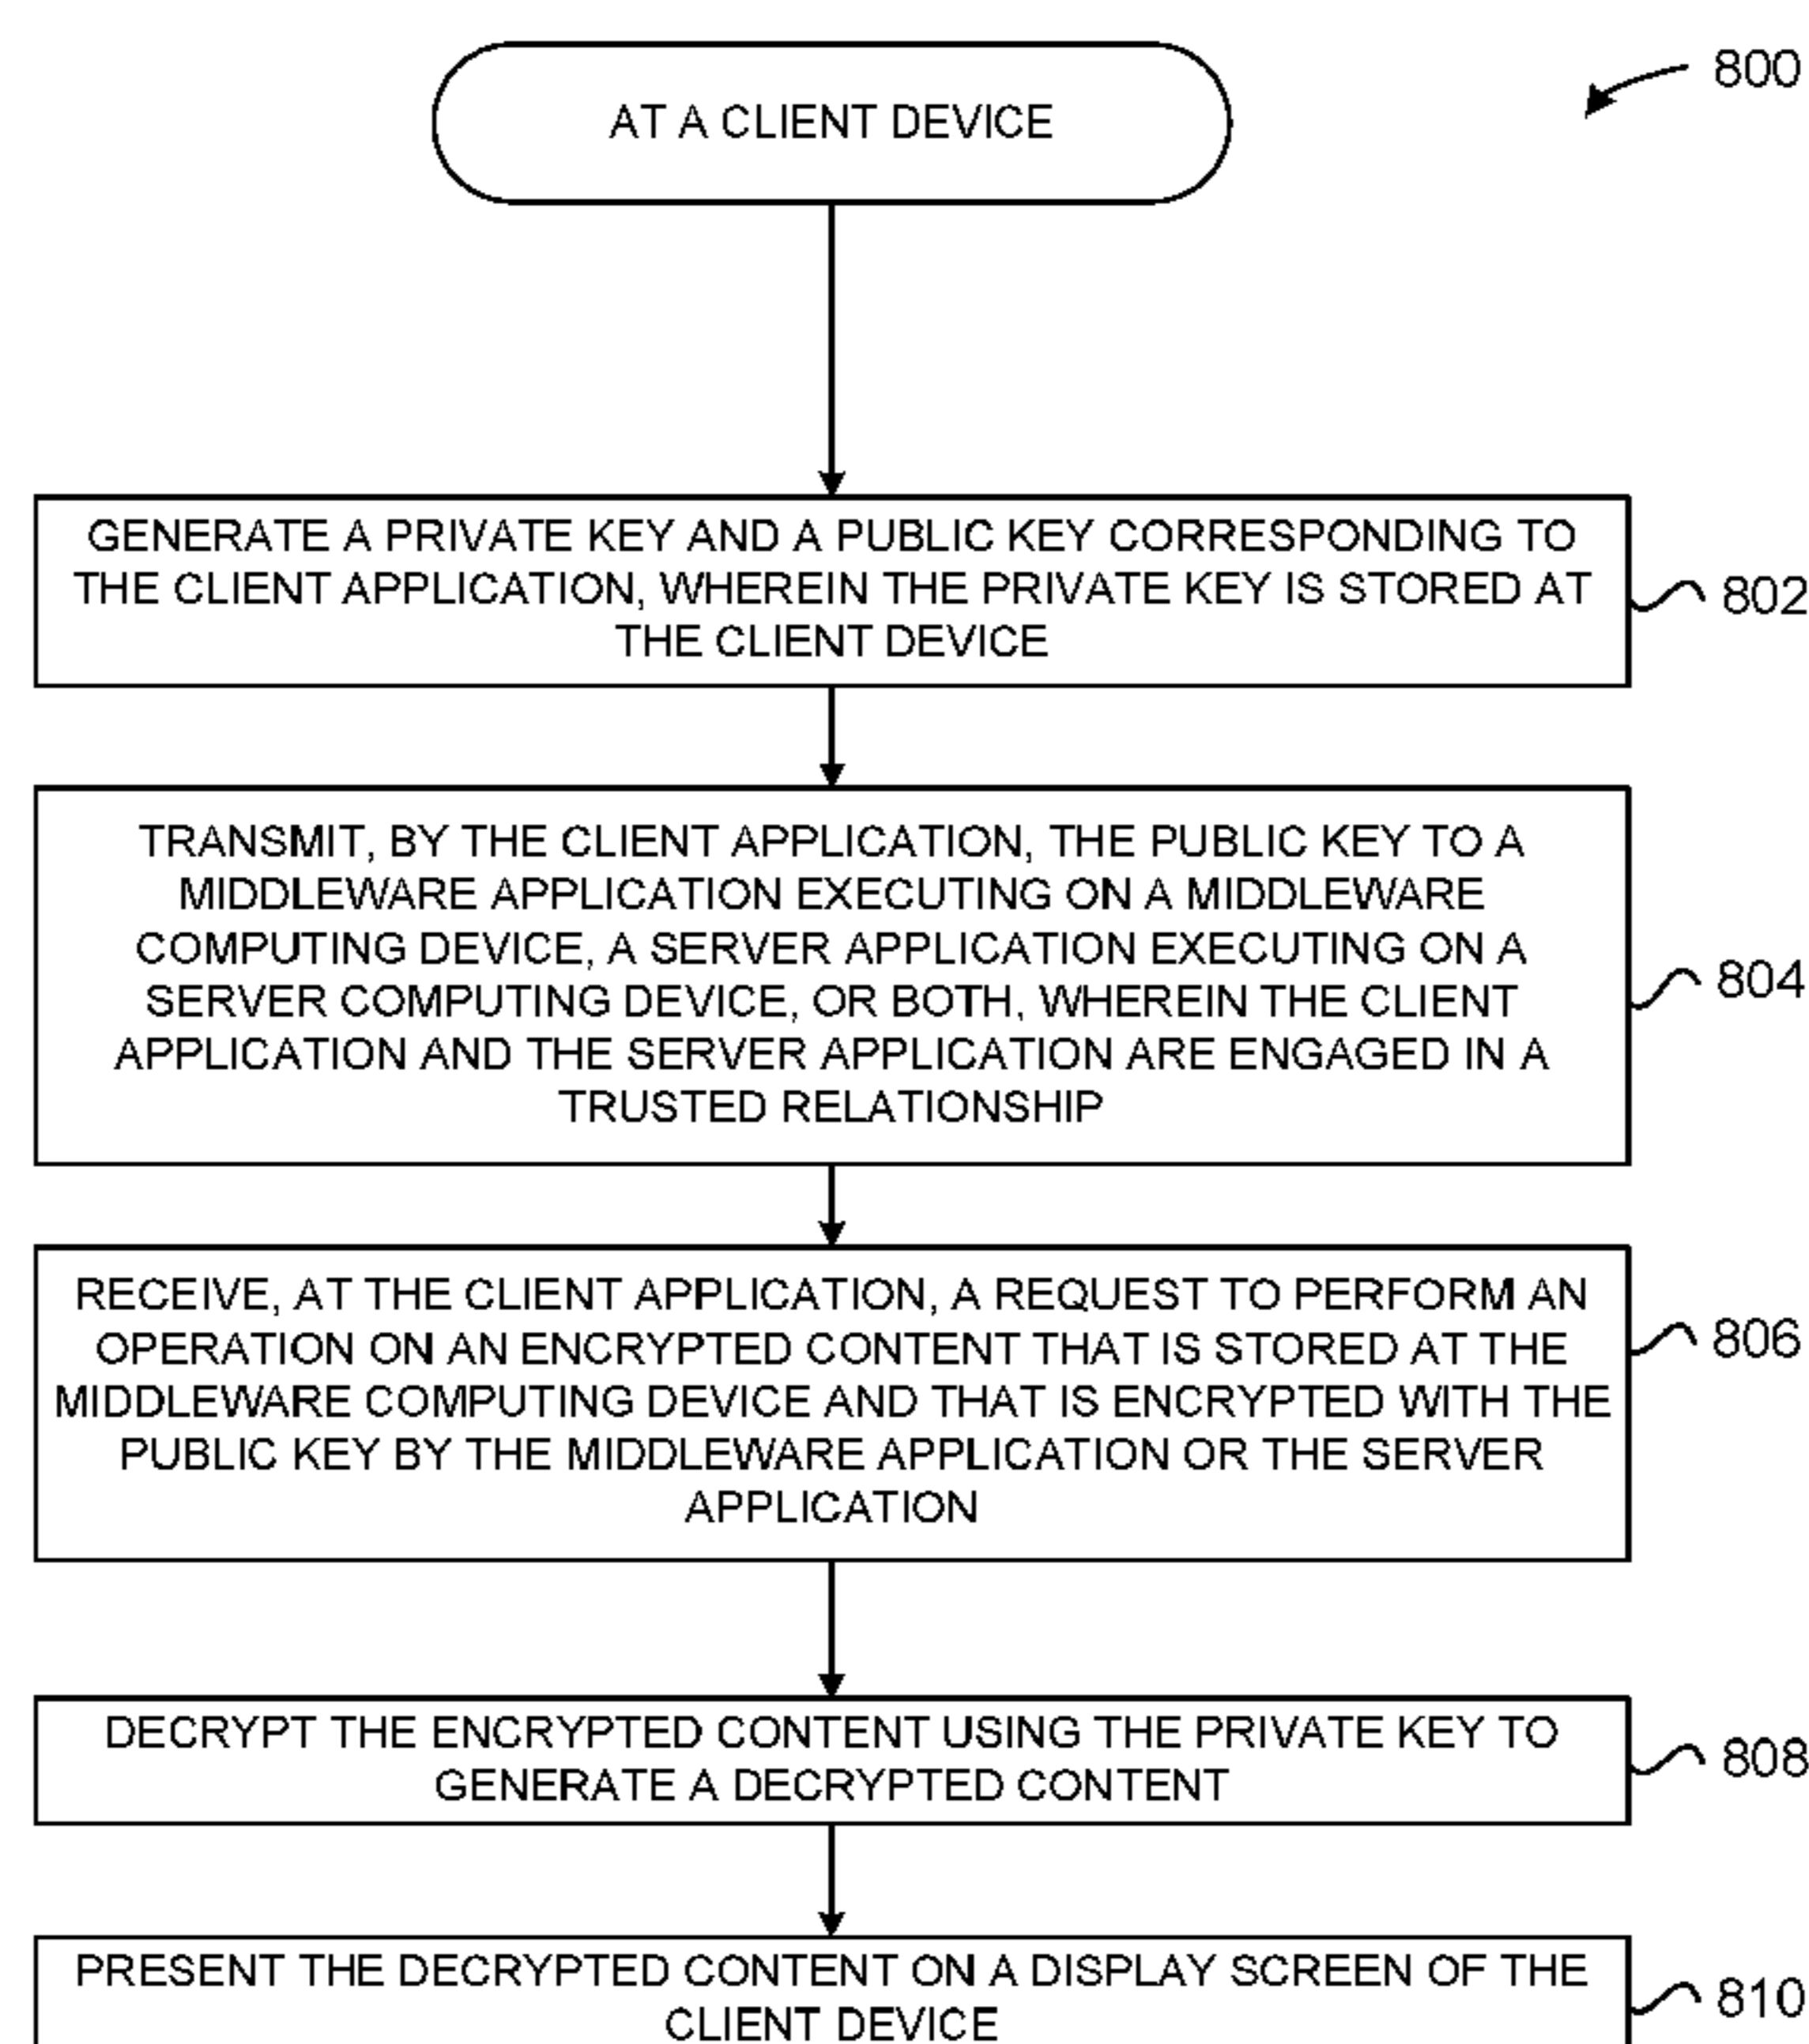 800
AT A CLIENT DEVICE
GENERATE A PRIVATE KEY AND A PUBLIC KEY CORRESPONDING TO
THE CLIENT APPLICATION, WHEREIN THE PRIVATE KEY IS STORED AT
THE CLIENT DEVICE
802
TRANSMIT, BY THE CLIENT APPLICATION, THE PUBLIC KEY TO A
MIDDLEWARE APPLICATION EXECUTING ON A MIDDLEWARE
COMPUTING DEVICE, A SERVER APPLICATION EXECUTING ON A
SERVER COMPUTING DEVICE, OR BOTH, WHEREIN THE CLIENT
APPLICATION AND THE SERVER APPLICATION ARE ENGAGED IN A
TRUSTED RELATIONSHIP
804
RECEIVE, AT THE CLIENT APPLICATION, A REQUEST TO PERFORM AN
OPERATION ON AN ENCRYPTED CONTENT THAT IS STORED AT THE
MIDDLEWARE COMPUTING DEVICE AND THAT IS ENCRYPTED WITH THE
PUBLIC KEY BY THE MIDDLEWARE APPLICATION OR THE SERVER
APPLICATION
806
DECRYPT THE ENCRYPTED CONTENT USING THE PRIVATE KEY TO
GENERATE A DECRYPTED CONTENT
808
PRESENT THE DECRYPTED CONTENT ON A DISPLAY SCREEN OF THE
CLIENT DEVICE
810